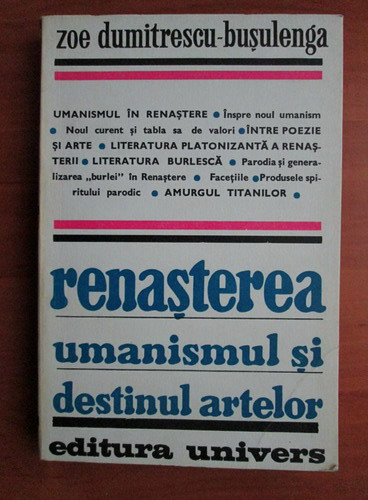 zoe dumitrescu-bușulenga
UMANISMUL ÎN RENAȘTERE • Înspre noul umanism
• Noul curent și tabla sa de valori • ÎNTRE POEZIE
ȘI ARTE • LITERATURA PLATONIZANTĂ A RENAȘ-
TERII • LITERATURA BURLESCĂ • Parodia și genera-
lizarea „burlei” în Renaștere • Facețiile • Produsele spi-
ritului parodic • AMURGUL TITANILOR •
renașterea
umanismul și
destinul artelor
editura univers